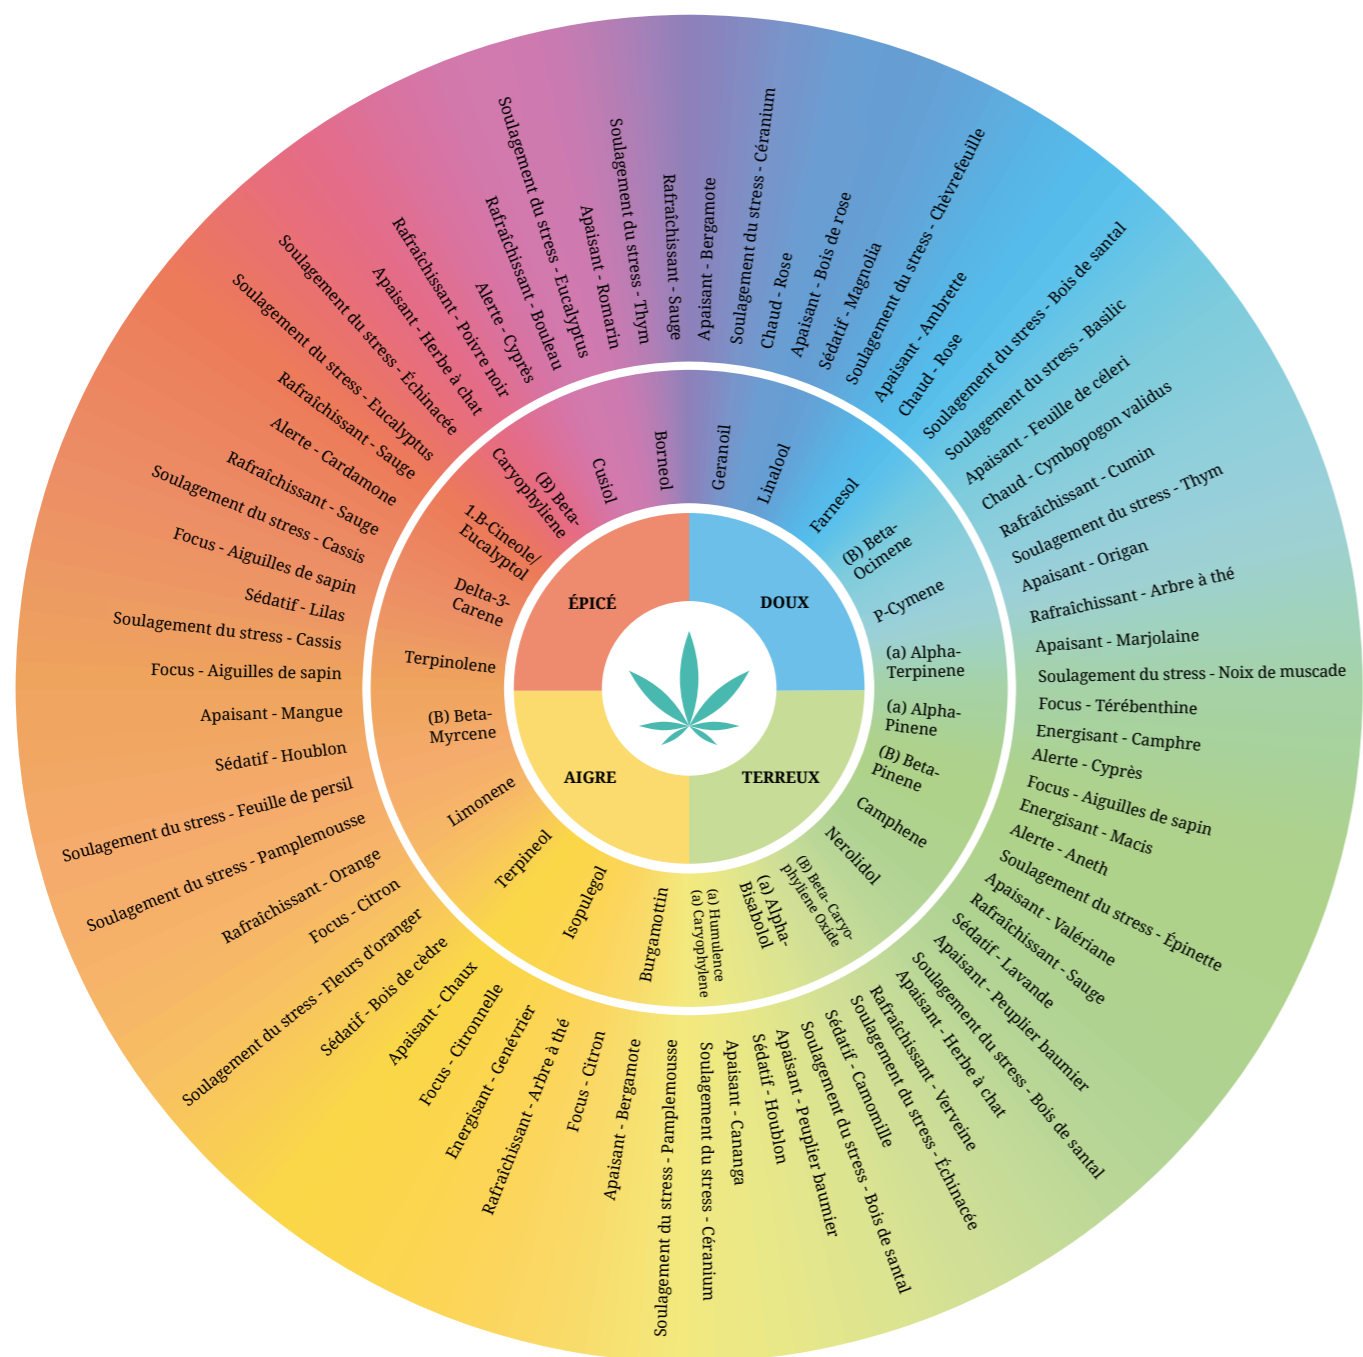 ÉPICÉ
DOUX
AIGRE
TERREUX
Geranoil
Linalool
Farnesol
(B) Beta-
Ocimene
P-Cymene
(a) Alpha-
Terpinene
(a) Alpha-
Pinene
(B) Beta-
Pinene
Camphene
Nerolidol
(B) Beta-Caryo-
phyliene Oxide
(a) Alpha-
Bisabolol
(a) Humulence
(a) Caryophylene
Burgamottin
Isopulegol
Terpineol
Limonene
(B) Beta-
Myrcene
Terpinolene
Delta-3-
Carene
1.B-Cineole/
Eucalyptol
(B) Beta-
Caryophyliene
Cusiol
Borneol
Apaisant - Bergamote
Soulagement du stress - Céranium
Chaud - Rose
Apaisant - Bois de rose
Sédatif - Magnolia
Soulagement du stress - Chèvrefeuille
Apaisant - Ambrette
Chaud - Rose
Soulagement du stress - Bois de santal
Soulagement du stress - Basilic
Apaisant - Feuille de céleri
Chaud - Cymbopogon validus
Rafraîchissant - Cumin
Soulagement du stress - Thym
Apaisant - Origan
Rafraîchissant - Arbre à thé
Apaisant - Marjolaine
Soulagement du stress - Noix de muscade
Focus - Térébenthine
Energisant - Camphre
Alerte - Cyprès
Focus - Aiguilles de sapin
Energisant - Macis
Alerte - Aneth
Soulagement du stress - Épinette
Apaisant - Valériane
Rafraîchissant - Sauge
Sédatif - Lavande
Apaisant - Peuplier baumier
Soulagement du stress - Bois de santal
Apaisant - Herbe à chat
Rafraîchissant - Verveine
Soulagement du stress - Échinacée
Sédatif - Camomille
Soulagement du stress - Bois de santal
Apaisant - Peuplier baumier
Sédatif - Houblon
Apaisant - Cananga
Soulagement du stress - Céranium
Soulagement du stress - Pamplemousse
Apaisant - Bergamote
Focus - Citron
Rafraîchissant - Arbre à thé
Energisant - Genévrier
Focus - Citronnelle
Apaisant - Chaux
Sédatif - Bois de cèdre
Soulagement du stress - Fleurs d'oranger
Focus - Citron
Rafraîchissant - Orange
Soulagement du stress - Pamplemousse
Soulagement du stress - Feuille de persil
Sédatif - Houblon
Apaisant - Mangue
Focus - Aiguilles de sapin
Soulagement du stress - Cassis
Sédatif - Lilas
Focus - Aiguilles de sapin
Soulagement du stress - Cassis
Rafraîchissant - Sauge
Alerte - Cardamone
Rafraîchissant - Sauge
Soulagement du stress - Eucalyptus
Soulagement du stress - Échinacée
Apaisant - Herbe à chat
Rafraîchissant - Poivre noir
Alerte - Cyprès
Rafraîchissant - Bouleau
Soulagement du stress - Eucalyptus
Apaisant - Romarin
Soulagement du stress - Thym
Rafraîchissant - Sauge